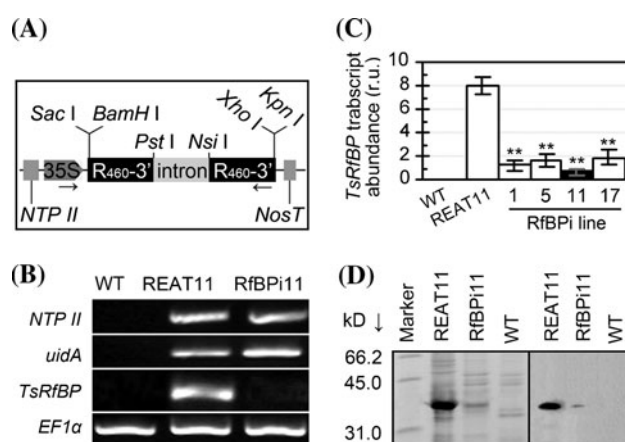 (A)
Sac I
BamH I
Pst I
Nsi I
Xho I
Kpn I
35S
R460-3'
intron
R460-3'
NTP II
NosT
(B)
WT REAT11 RfBPi11
NTP II
uidA
TsRfBP
EF1α
(C)
TsRfBP trabscript
abundance (r.u.)
10
8
6
4
2
0
**
**
**
**
WT
REAT11
1 5 11 17
RfBPi line
(D)
kD ↓
Marker
REAT11
RfBPi11
WT
REAT11
RfBPi11
WT
66.2
45.0
31.0